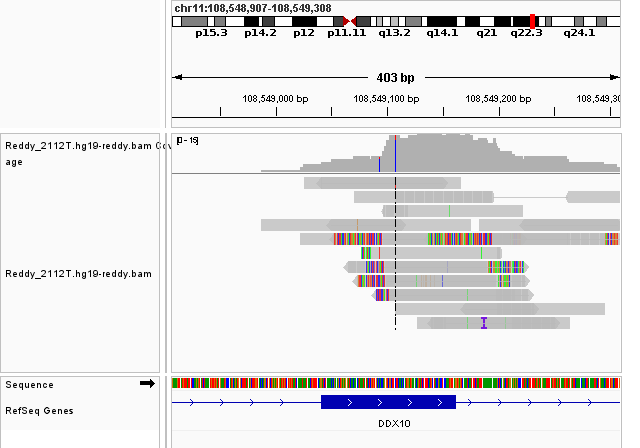 chr11:108,548,907-108,549,308
p15.3 p14.2 p12 p11.11 q13.2 q14.1 q21 q22.3 q24.1
403 bp
108,549,000 bp 108,549,100 bp 108,549,200 bp 108,549,30
[0 - 19]
Reddy_2112T.hg19-reddy.bam Cov
age
Reddy_2112T.hg19-reddy.bam
Sequence
RefSeq Genes
DDX10